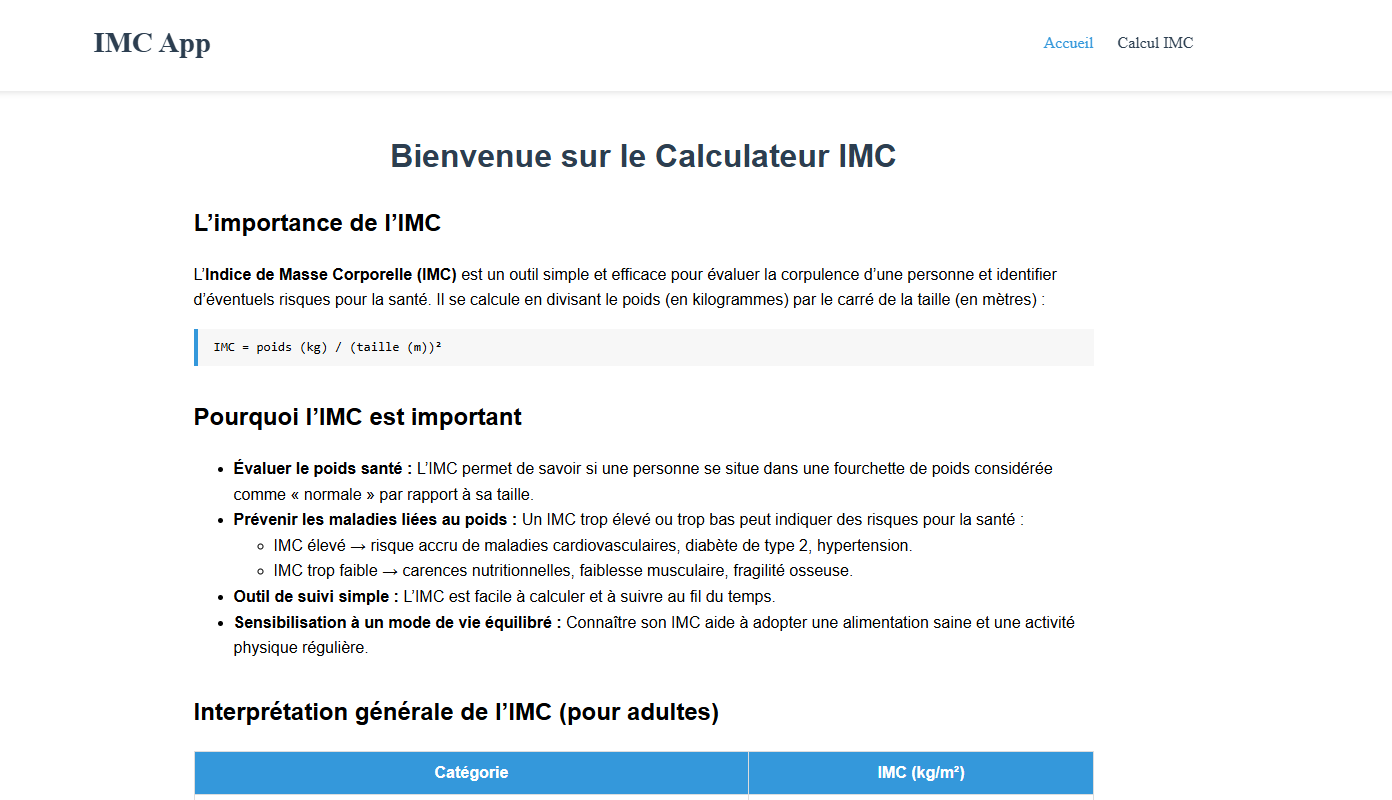 IMC App
Accueil
Calcul IMC
Bienvenue sur le Calculateur IMC
L’importance de l’IMC
L’Indice de Masse Corporelle (IMC) est un outil simple et efficace pour évaluer la corpulence d’une personne et identifier
d’éventuels risques pour la santé. Il se calcule en divisant le poids (en kilogrammes) par le carré de la taille (en mètres) :
IMC = poids (kg) / (taille (m))²
Pourquoi l’IMC est important
• Évaluer le poids santé : L’IMC permet de savoir si une personne se situe dans une fourchette de poids considérée
comme « normale » par rapport à sa taille.
• Prévenir les maladies liées au poids : Un IMC trop élevé ou trop bas peut indiquer des risques pour la santé :
◦ IMC élevé → risque accru de maladies cardiovasculaires, diabète de type 2, hypertension.
◦ IMC trop faible → carences nutritionnelles, faiblesse musculaire, fragilité osseuse.
• Outil de suivi simple : L’IMC est facile à calculer et à suivre au fil du temps.
• Sensibilisation à un mode de vie équilibré : Connaître son IMC aide à adopter une alimentation saine et une activité
physique régulière.
Interprétation générale de l’IMC (pour adultes)
Catégorie
IMC (kg/m²)